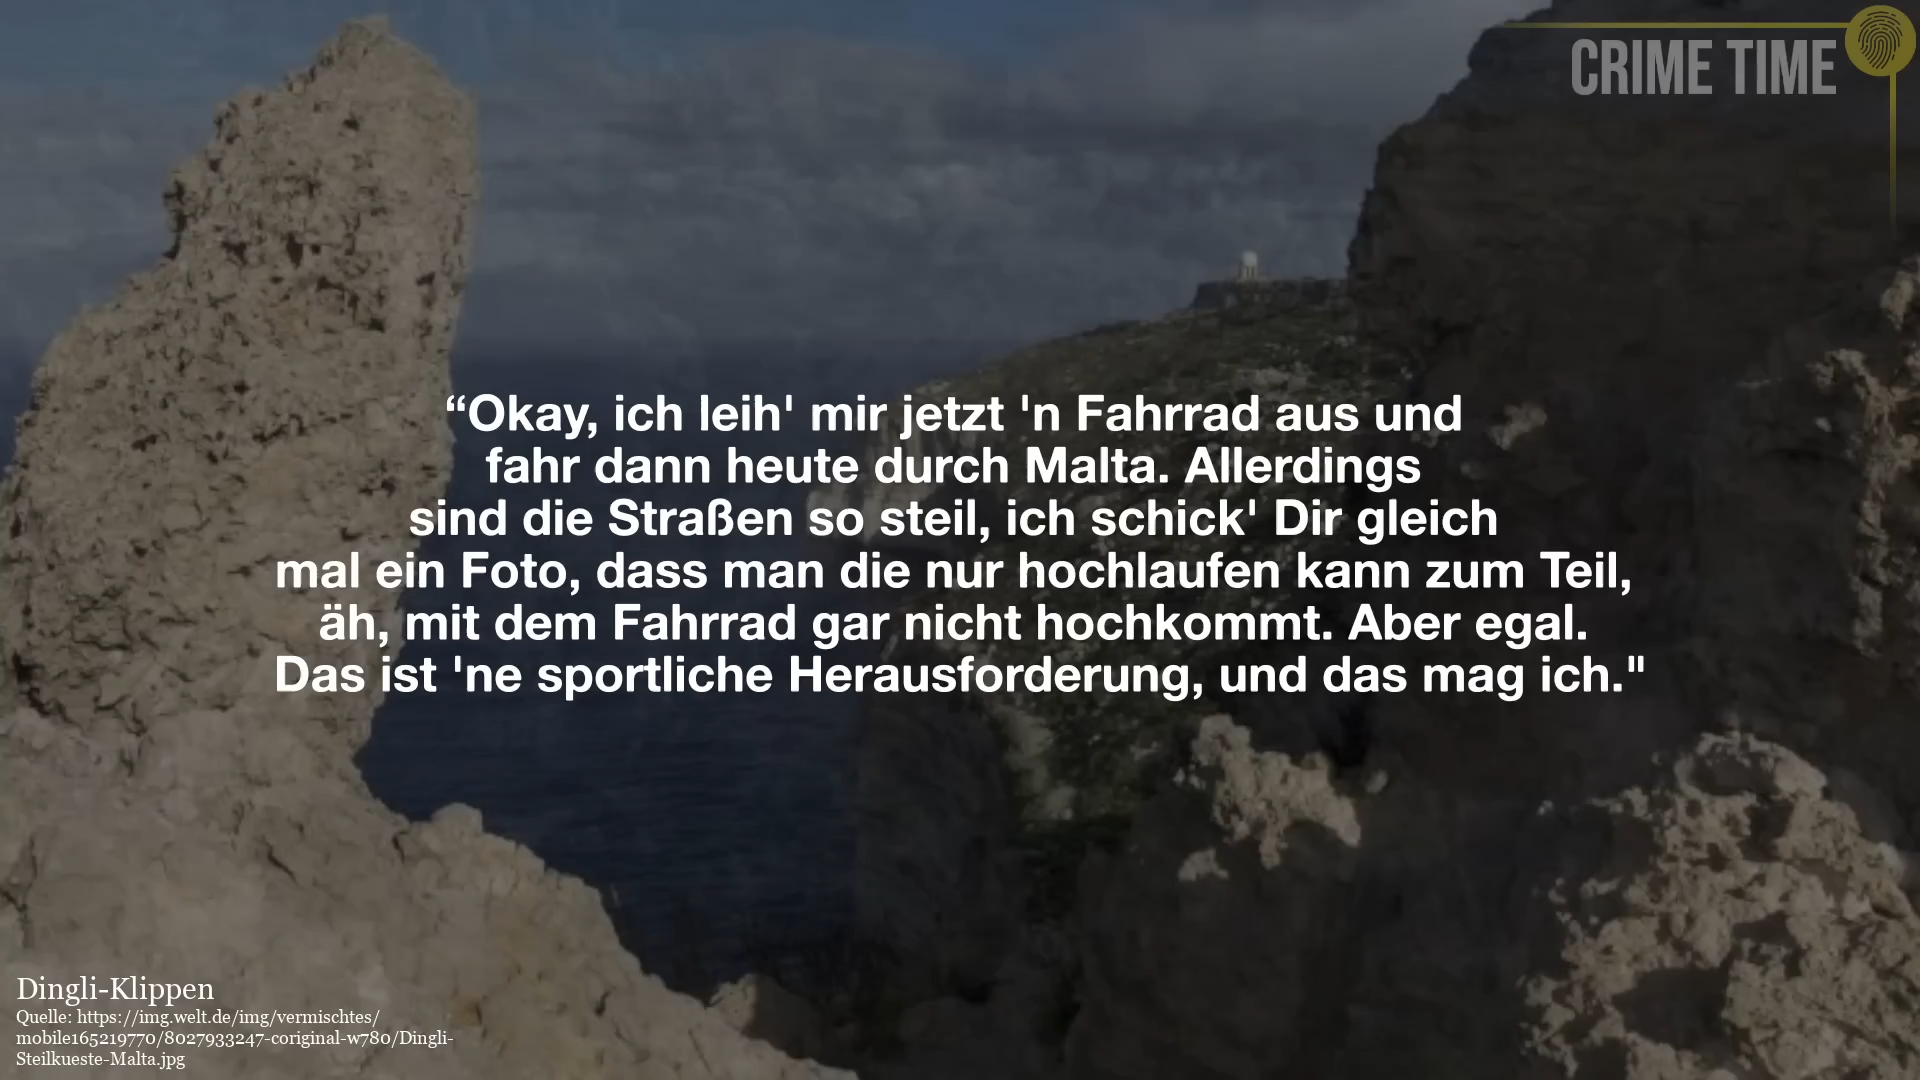 CRIME TIME
“Okay, ich leih' mir jetzt 'n Fahrrad aus und
fahr dann heute durch Malta. Allerdings
sind die Straßen so steil, ich schick' Dir gleich
mal ein Foto, dass man die nur hochlaufen kann zum Teil,
äh, mit dem Fahrrad gar nicht hochkommt. Aber egal.
Das ist 'ne sportliche Herausforderung, und das mag ich."
Dingli-Klippen
Quelle: https://img.welt.de/img/vermischtes/
mobile165219770/8027933247-coriginal-w780/Dingli-
Steilkueste-Malta.jpg